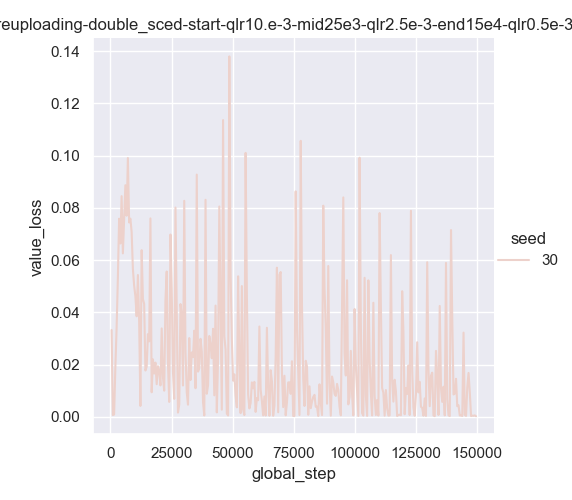 reuploading-double_sced-start-qlr10.e-3-mid25e3-qlr2.5e-3-end15e4-qlr0.5e-3
0.14
0.12
0.10
0.08
0.06
0.04
0.02
0.00
value_loss
0 25000 50000 75000 100000 125000 150000
global_step
seed
30